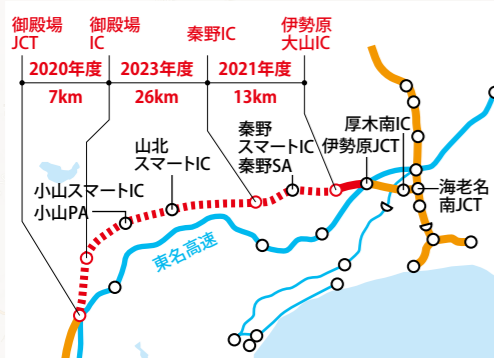 御殿場
JCT
御殿場
IC
秦野IC
伊勢原
大山IC
2020年度
2023年度
2021年度
7km
26km
13km
山北
スマートIC
秦野
スマートIC
秦野SA
厚木南IC
伊勢原JCT
小山スマートIC
小山PA
海老名
南JCT
東名高速